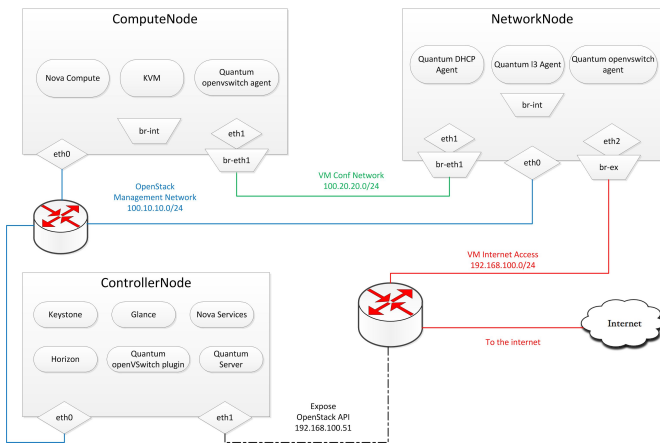 ComputeNode
Nova Compute
KVM
Quantum
openvswitch agent
br-int
eth1
eth0
br-eth1
NetworkNode
Quantum DHCP
Agent
Quantum l3 Agent
Quantum openvswitch
agent
br-int
eth1
eth2
br-eth1
eth0
br-ex
VM Conf Network
100.20.20.0/24
OpenStack
Management Network
100.10.10.0/24
VM Internet Access
192.168.100.0/24
ControllerNode
Keystone
Glance
Nova Services
Horizon
Quantum
openVSwitch plugin
Quantum
Server
eth0
eth1
Internet
To the internet
Expose
OpenStack API
192.168.100.51